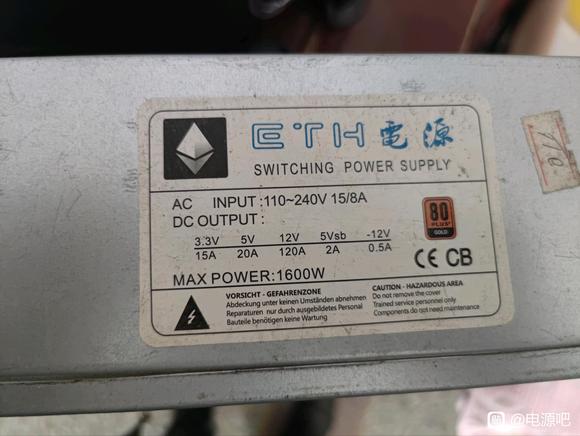 ETH電源
SWITCHING POWER SUPPLY
AC INPUT:110~240V 15/8A
DC OUTPUT:
3.3V 5V 12V 5Vsb -12V
15A 20A 120A 2A 0.5A
80
PLUS
GOLD
CE CB
MAX POWER:1600W
VORSICHT - GEFAHRENZONE
Abdeckung unter keinen Umständen abnehmen
Reparaturen nur durch ausgebildetes Personal
Bauteile benötigen keine Wartung
CAUTION - HAZARDOUS AREA
Do not remove the cover
Trained service personnel only
Components do not need maintenance
@电源吧